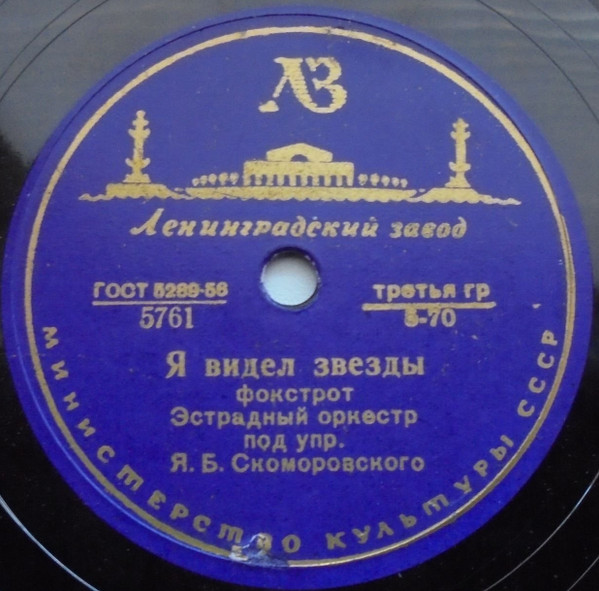 ЛЗ
Ленинградский завод
ГОСТ 5289-56
5761
третья гр
8-70
Я видел звезды
фокстрот
Эстрадный оркестр
под упр.
Я. Б. Скоморовского
МИНИСТЕРСТВО КУЛЬТУРЫ СССР